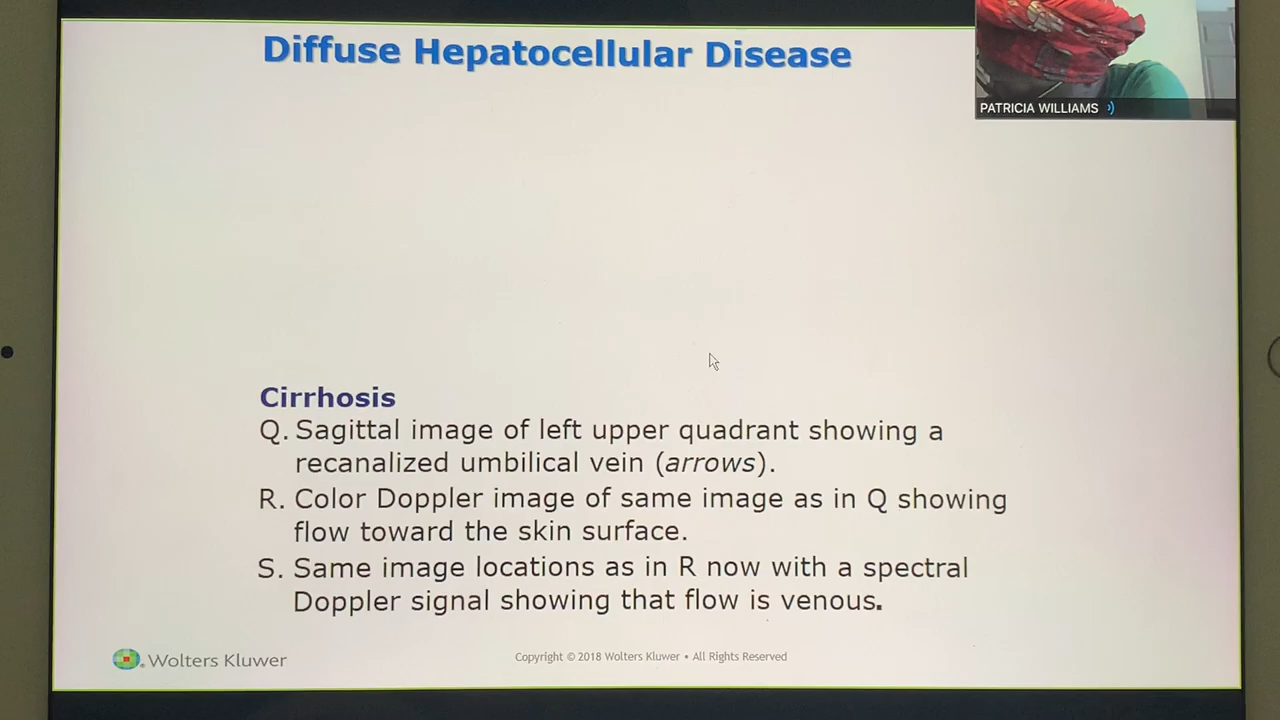 Diffuse Hepatocellular Disease
PATRICIA WILLIAMS
Cirrhosis
Q. Sagittal image of left upper quadrant showing a
recanalized umbilical vein (arrows).
R. Color Doppler image of same image as in Q showing
flow toward the skin surface.
S. Same image locations as in R now with a spectral
Doppler signal showing that flow is venous.
Wolters Kluwer
Copyright © 2018 Wolters Kluwer • All Rights Reserved